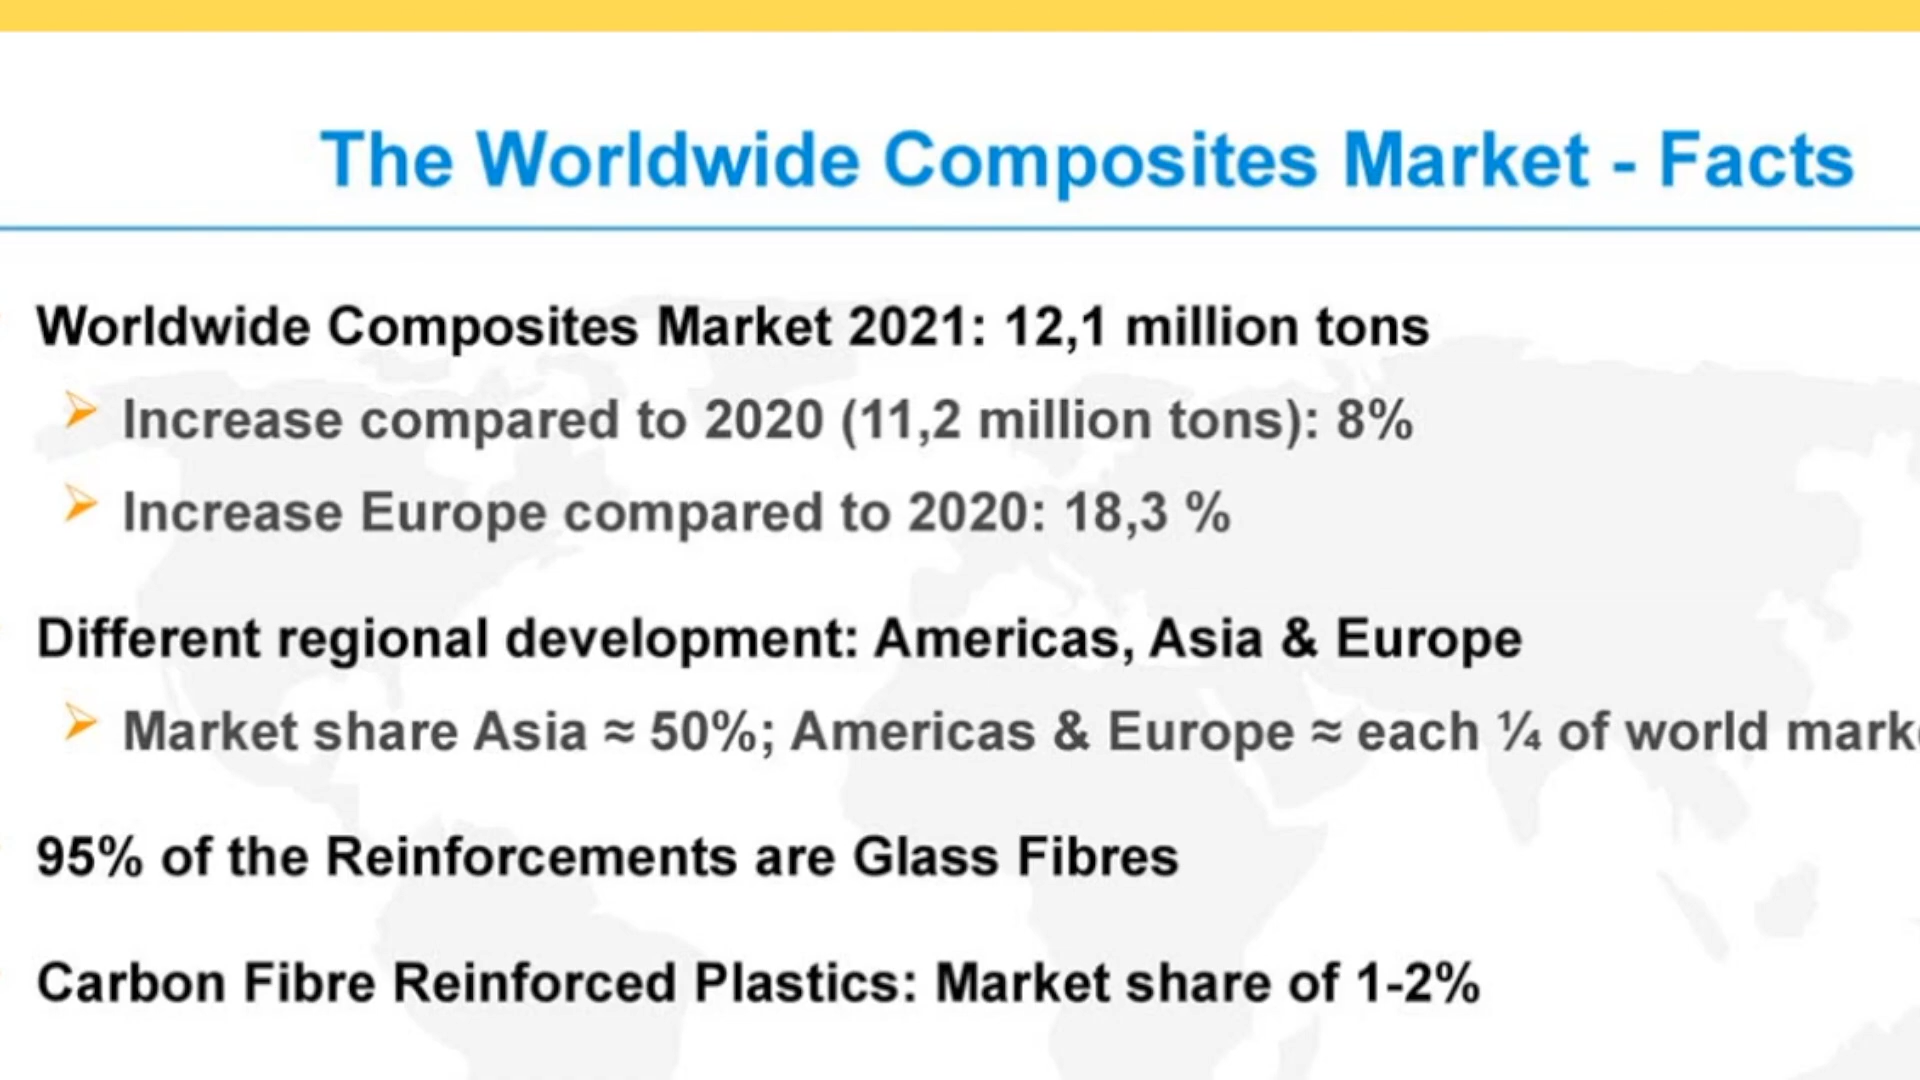 The Worldwide Composites Market - Facts
Worldwide Composites Market 2021: 12,1 million tons
Increase compared to 2020 (11,2 million tons): 8%
Increase Europe compared to 2020: 18,3 %
Different regional development: Americas, Asia & Europe
Market share Asia ≈ 50%; Americas & Europe ≈ each ¼ of world
95% of the Reinforcements are Glass Fibres
Carbon Fibre Reinforced Plastics: Market share of 1-2%